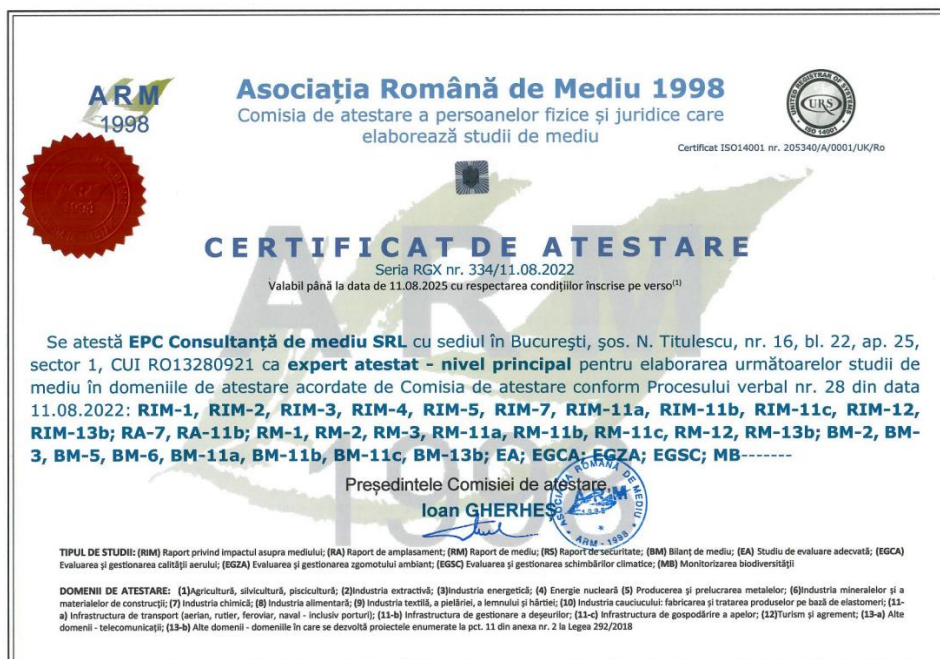 ARM
1998
Asociația Română de Mediu 1998
Comisia de atestare a persoanelor fizice și juridice care
elaborează studii de mediu
UNITED REGISTRAR OF SYSTEMS
URS
ISO 14001
Certificat ISO14001 nr. 205340/A/0001/UK/Ro
ARM
1998
CERTIFICAT DE ATESTARE
Seria RGX nr. 334/11.08.2022
Valabil până la data de 11.08.2025 cu respectarea condițiilor înscrise pe verso(1)
Se atestă EPC Consultanță de mediu SRL cu sediul în București, șos. N. Titulescu, nr. 16, bl. 22, ap. 25,
sector 1, CUI RO13280921 ca expert atestat - nivel principal pentru elaborarea următoarelor studii de
mediu în domeniile de atestare acordate de Comisia de atestare conform Procesului verbal nr. 28 din data
11.08.2022: RIM-1, RIM-2, RIM-3, RIM-4, RIM-5, RIM-7, RIM-11a, RIM-11b, RIM-11c, RIM-12,
RIM-13b; RA-7, RA-11b; RM-1, RM-2, RM-3, RM-11a, RM-11b, RM-11c, RM-12, RM-13b; BM-2, BM-
3, BM-5, BM-6, BM-11a, BM-11b, BM-11c, BM-13b; EA; EGCA; EGZA; EGSC; MB-------
Președintele Comisiei de atestare,
Ioan GHERHEȘ
ASOCIAȚIA ROMÂNĂ DE MEDIU
A.R.M
1998
ARM - 1998
TIPUL DE STUDII: (RIM) Raport privind impactul asupra mediului; (RA) Raport de amplasament; (RM) Raport de mediu; (RS) Raport de securitate; (BM) Bilanț de mediu; (EA) Studiu de evaluare adecvată; (EGCA)
Evaluarea și gestionarea calității aerului; (EGZA) Evaluarea și gestionarea zgomotului ambiant; (EGSC) Evaluarea și gestionarea schimbărilor climatice; (MB) Monitorizarea biodiversității
DOMENII DE ATESTARE: (1)Agricultură, silvicultură, piscicultură; (2)Industria extractivă; (3)Industria energetică; (4) Energie nucleară (5) Producerea și prelucrarea metalelor; (6)Industria mineralelor și a
materialelor de construcții; (7) Industria chimică; (8) Industria alimentară; (9) Industria textilă, a pielăriei, a lemnului și hârtiei; (10) Industria cauciucului: fabricarea și tratarea produselor pe bază de elastomeri; (11-
a) Infrastructura de transport (aerian, rutier, feroviar, naval - inclusiv porturi); (11-b) Infrastructura de gestionare a deșeurilor; (11-c) Infrastructura de gospodărire a apelor; (12)Turism și agrement; (13-a) Alte
domenii - telecomunicații; (13-b) Alte domenii - domeniile în care se dezvoltă proiectele enumerate la pct. 11 din anexa nr. 2 la Legea 292/2018